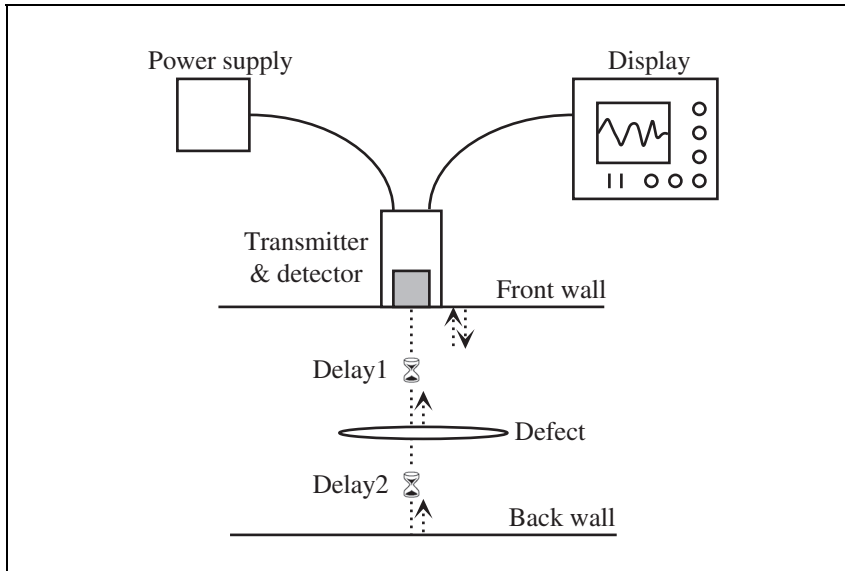 Power supply
Display
Transmitter
& detector
Front wall
Delay1
Defect
Delay2
Back wall